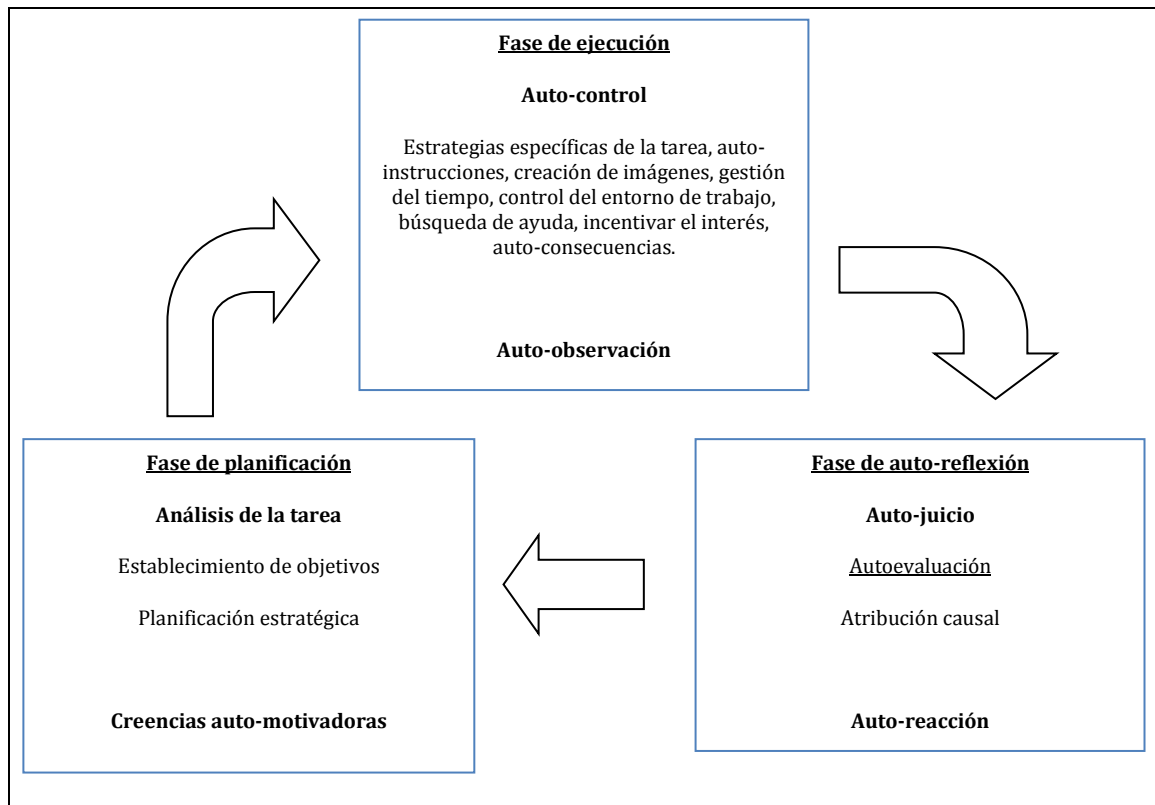 Fase de ejecución
Auto-control
Estrategias específicas de la tarea, auto-
instrucciones, creación de imágenes, gestión
del tiempo, control del entorno de trabajo,
búsqueda de ayuda, incentivar el interés,
auto-consecuencias.
Auto-observación
Fase de planificación
Análisis de la tarea
Establecimiento de objetivos
Planificación estratégica
Creencias auto-motivadoras
Fase de auto-reflexión
Auto-juicio
Autoevaluación
Atribución causal
Auto-reacción